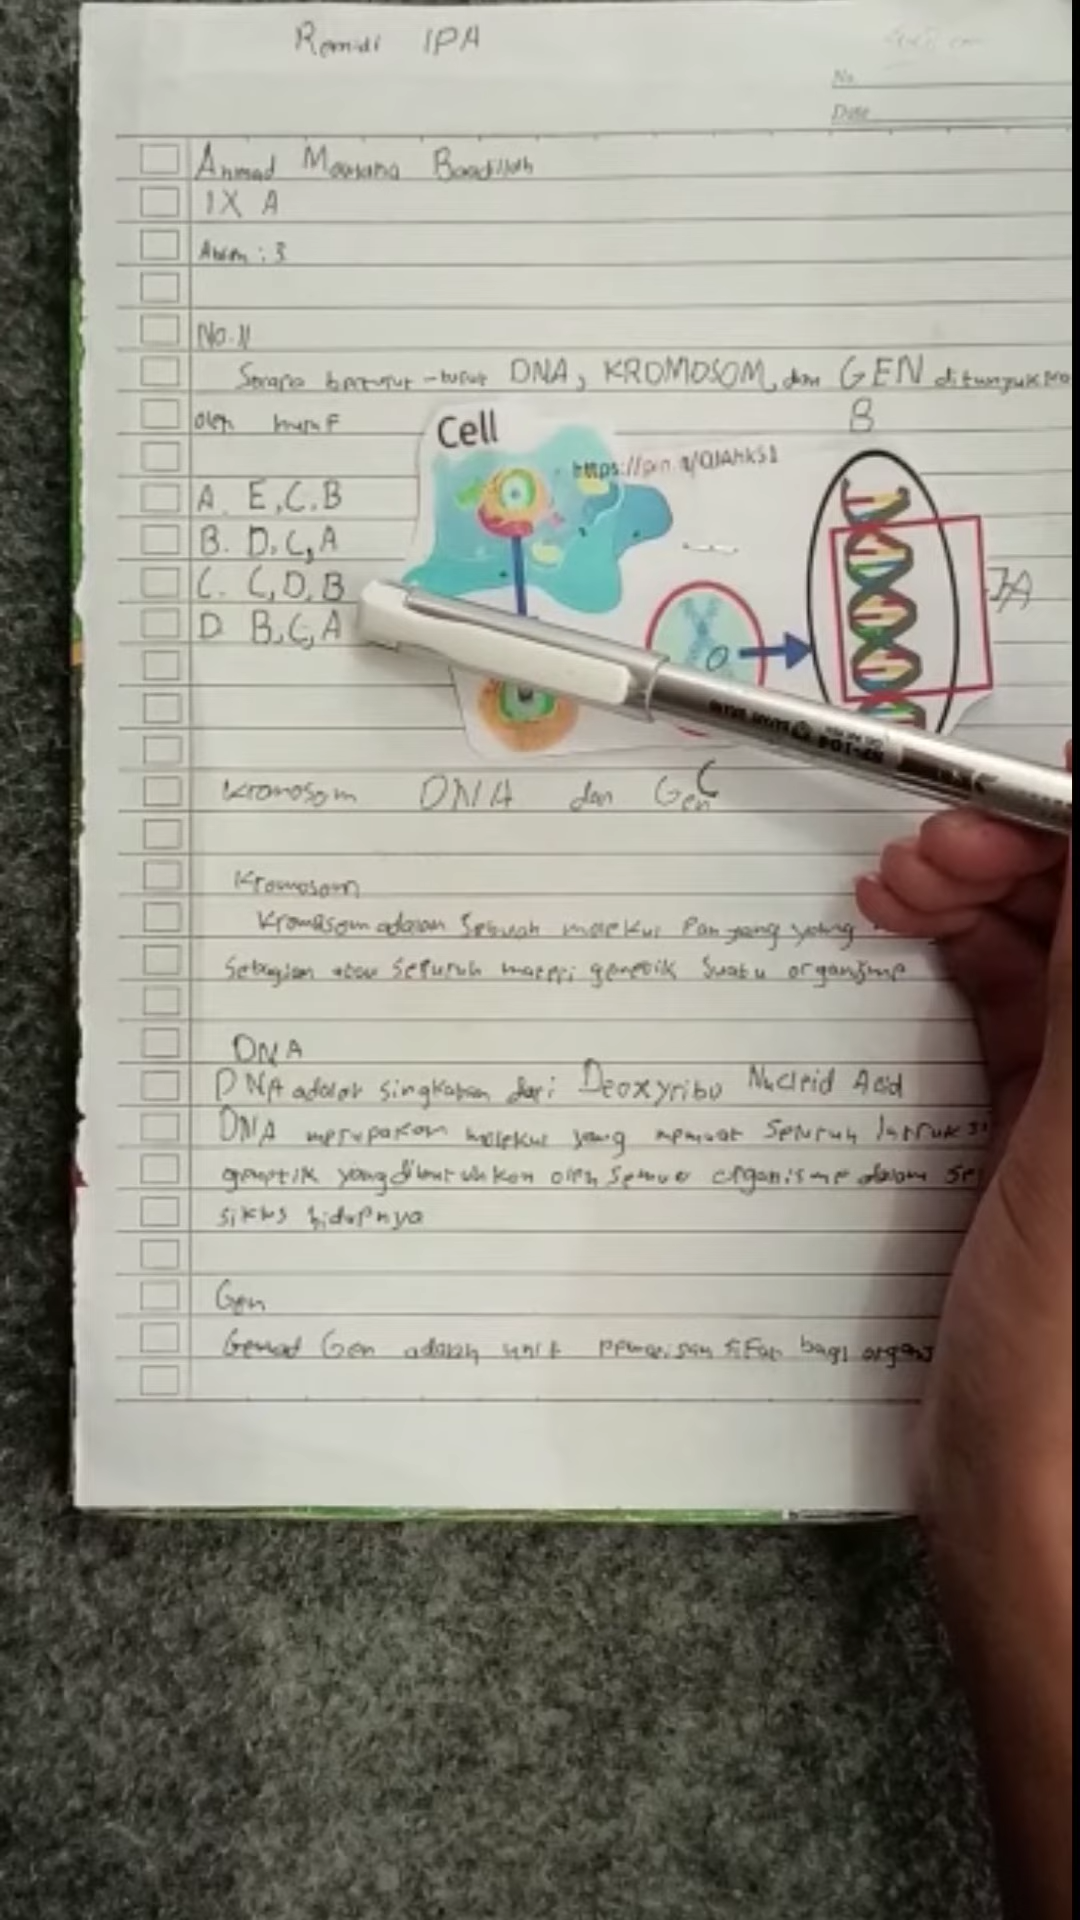 Remidi IPA
No
Date
Ahmad Maulana Baadillah
IX A
Absen : 3
No. 11
Secara berturut - turut DNA, KROMOSOM, dan GEN ditunjukkan
oleh huruf
B
Cell
A. E, C, B
B. D, C, A
C. C, D, B
D B, C, A
A
Kromosom DNA dan Gen
C
Kromosom
Kromosom adalah sebuah molekul panjang yang
sebagian atau seluruh materi genetik suatu organisme
DNA
DNA adalah singkatan dari Deoxyribo Nucleid Acid
DNA merupakan molekul yang memuat seluruh
genetik yang dibutuhkan oleh semua organisme dalam
siklus hidupnya
Gen
Gen adalah unit pewarisan sifat bagi